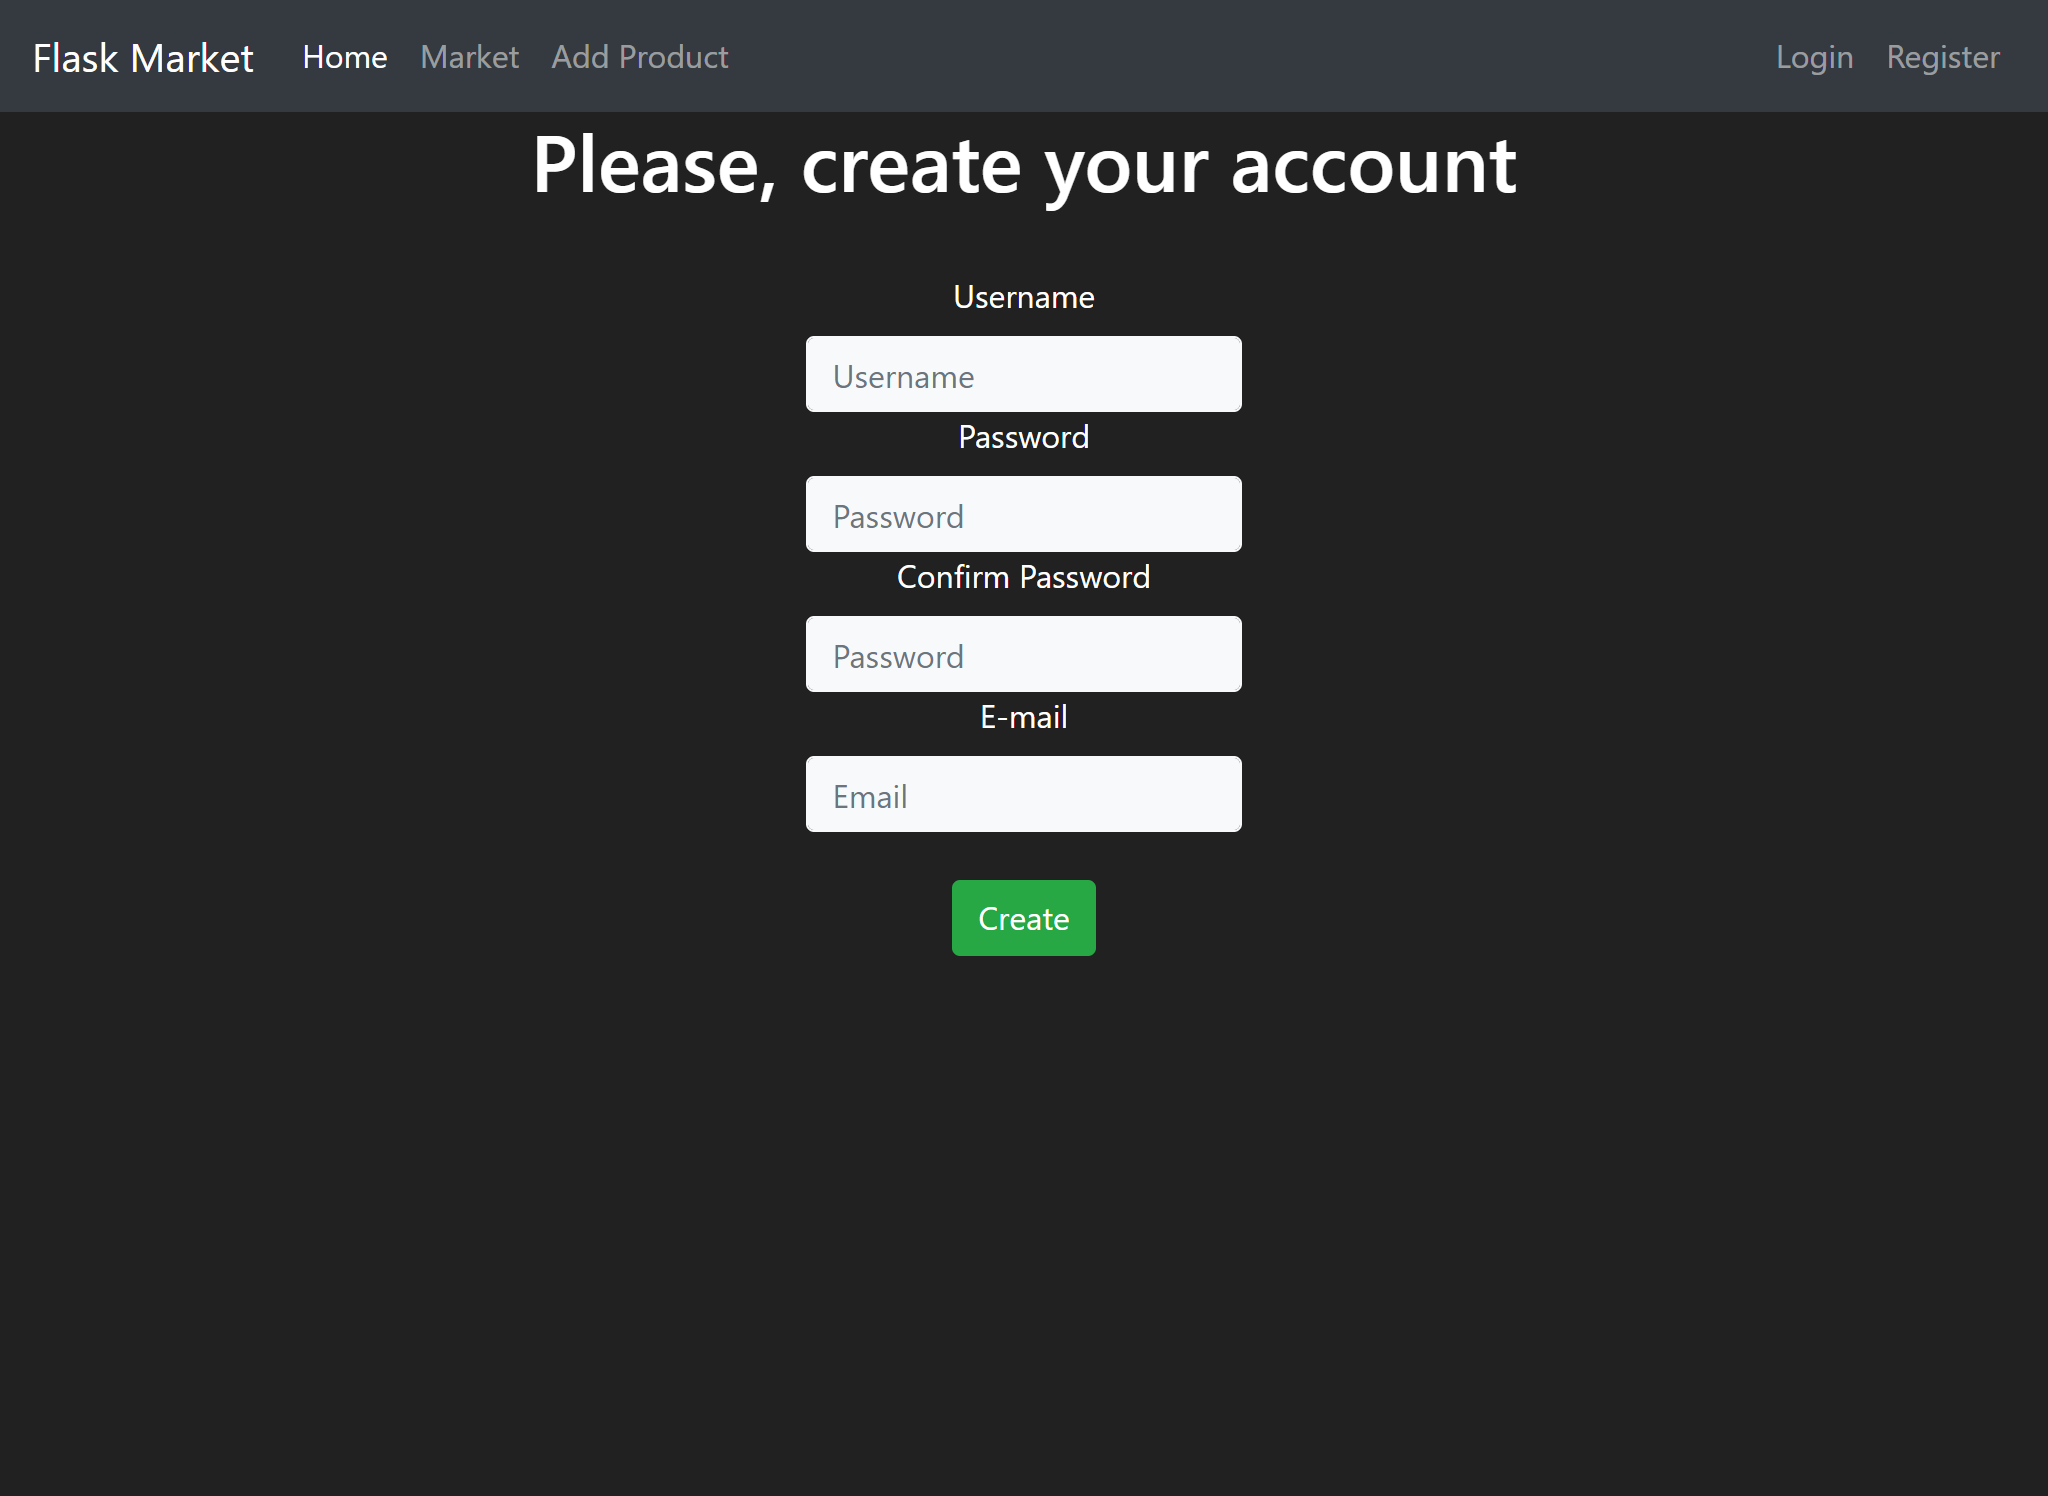 Flask Market Home Market Add Product Login Register
Please, create your account
Username
Username
Password
Password
Confirm Password
Password
E-mail
Email
Create